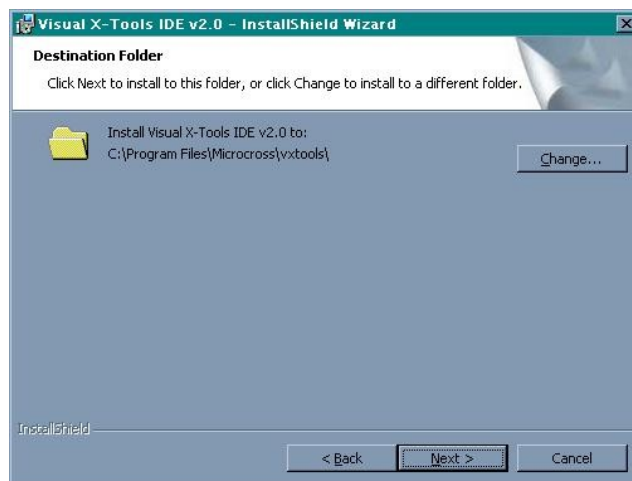 Visual X-Tools IDE v2.0 - InstallShield Wizard
Destination Folder
Click Next to install to this folder, or click Change to install to a different folder.
Install Visual X-Tools IDE v2.0 to:
C:\Program Files\Microcross\vxtools\
Change...
InstallShield
< Back
Next >
Cancel